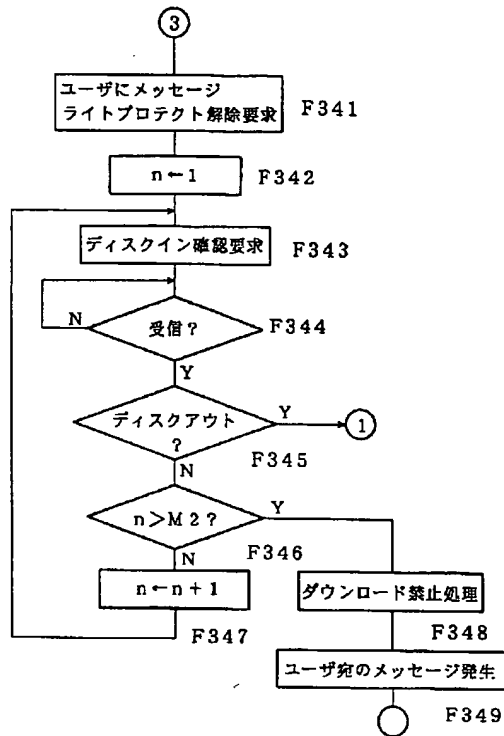 3
ユーザにメッセージ
ライトプロテクト解除要求
F341
n←1
F342
ディスクイン確認要求
F343
受信?
N
F344
Y
ディスクアウト
?
Y
1
F345
N
n>M2?
Y
F346
N
n←n+1
F347
ダウンロード禁止処理
F348
ユーザ宛のメッセージ発生
F349